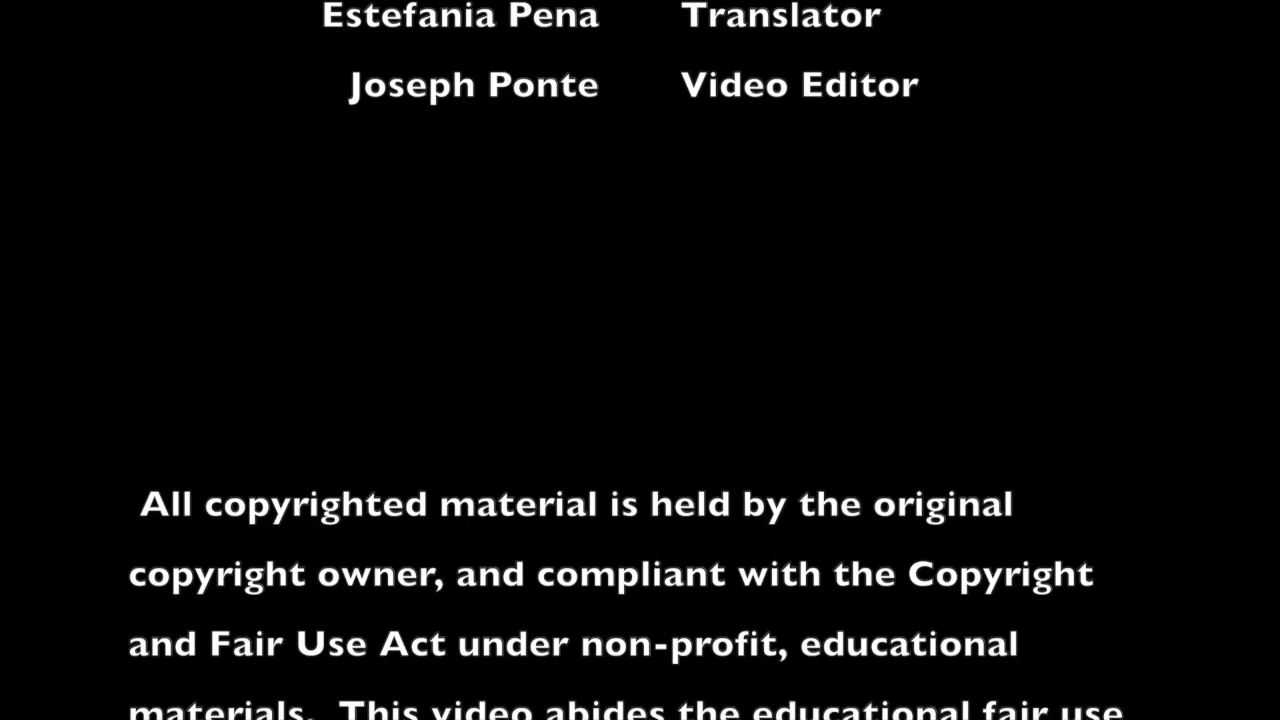 Estefania Pena Translator
Joseph Ponte Video Editor
All copyrighted material is held by the original
copyright owner, and compliant with the Copyright
and Fair Use Act under non-profit, educational
materials. This video abides the educational fair use